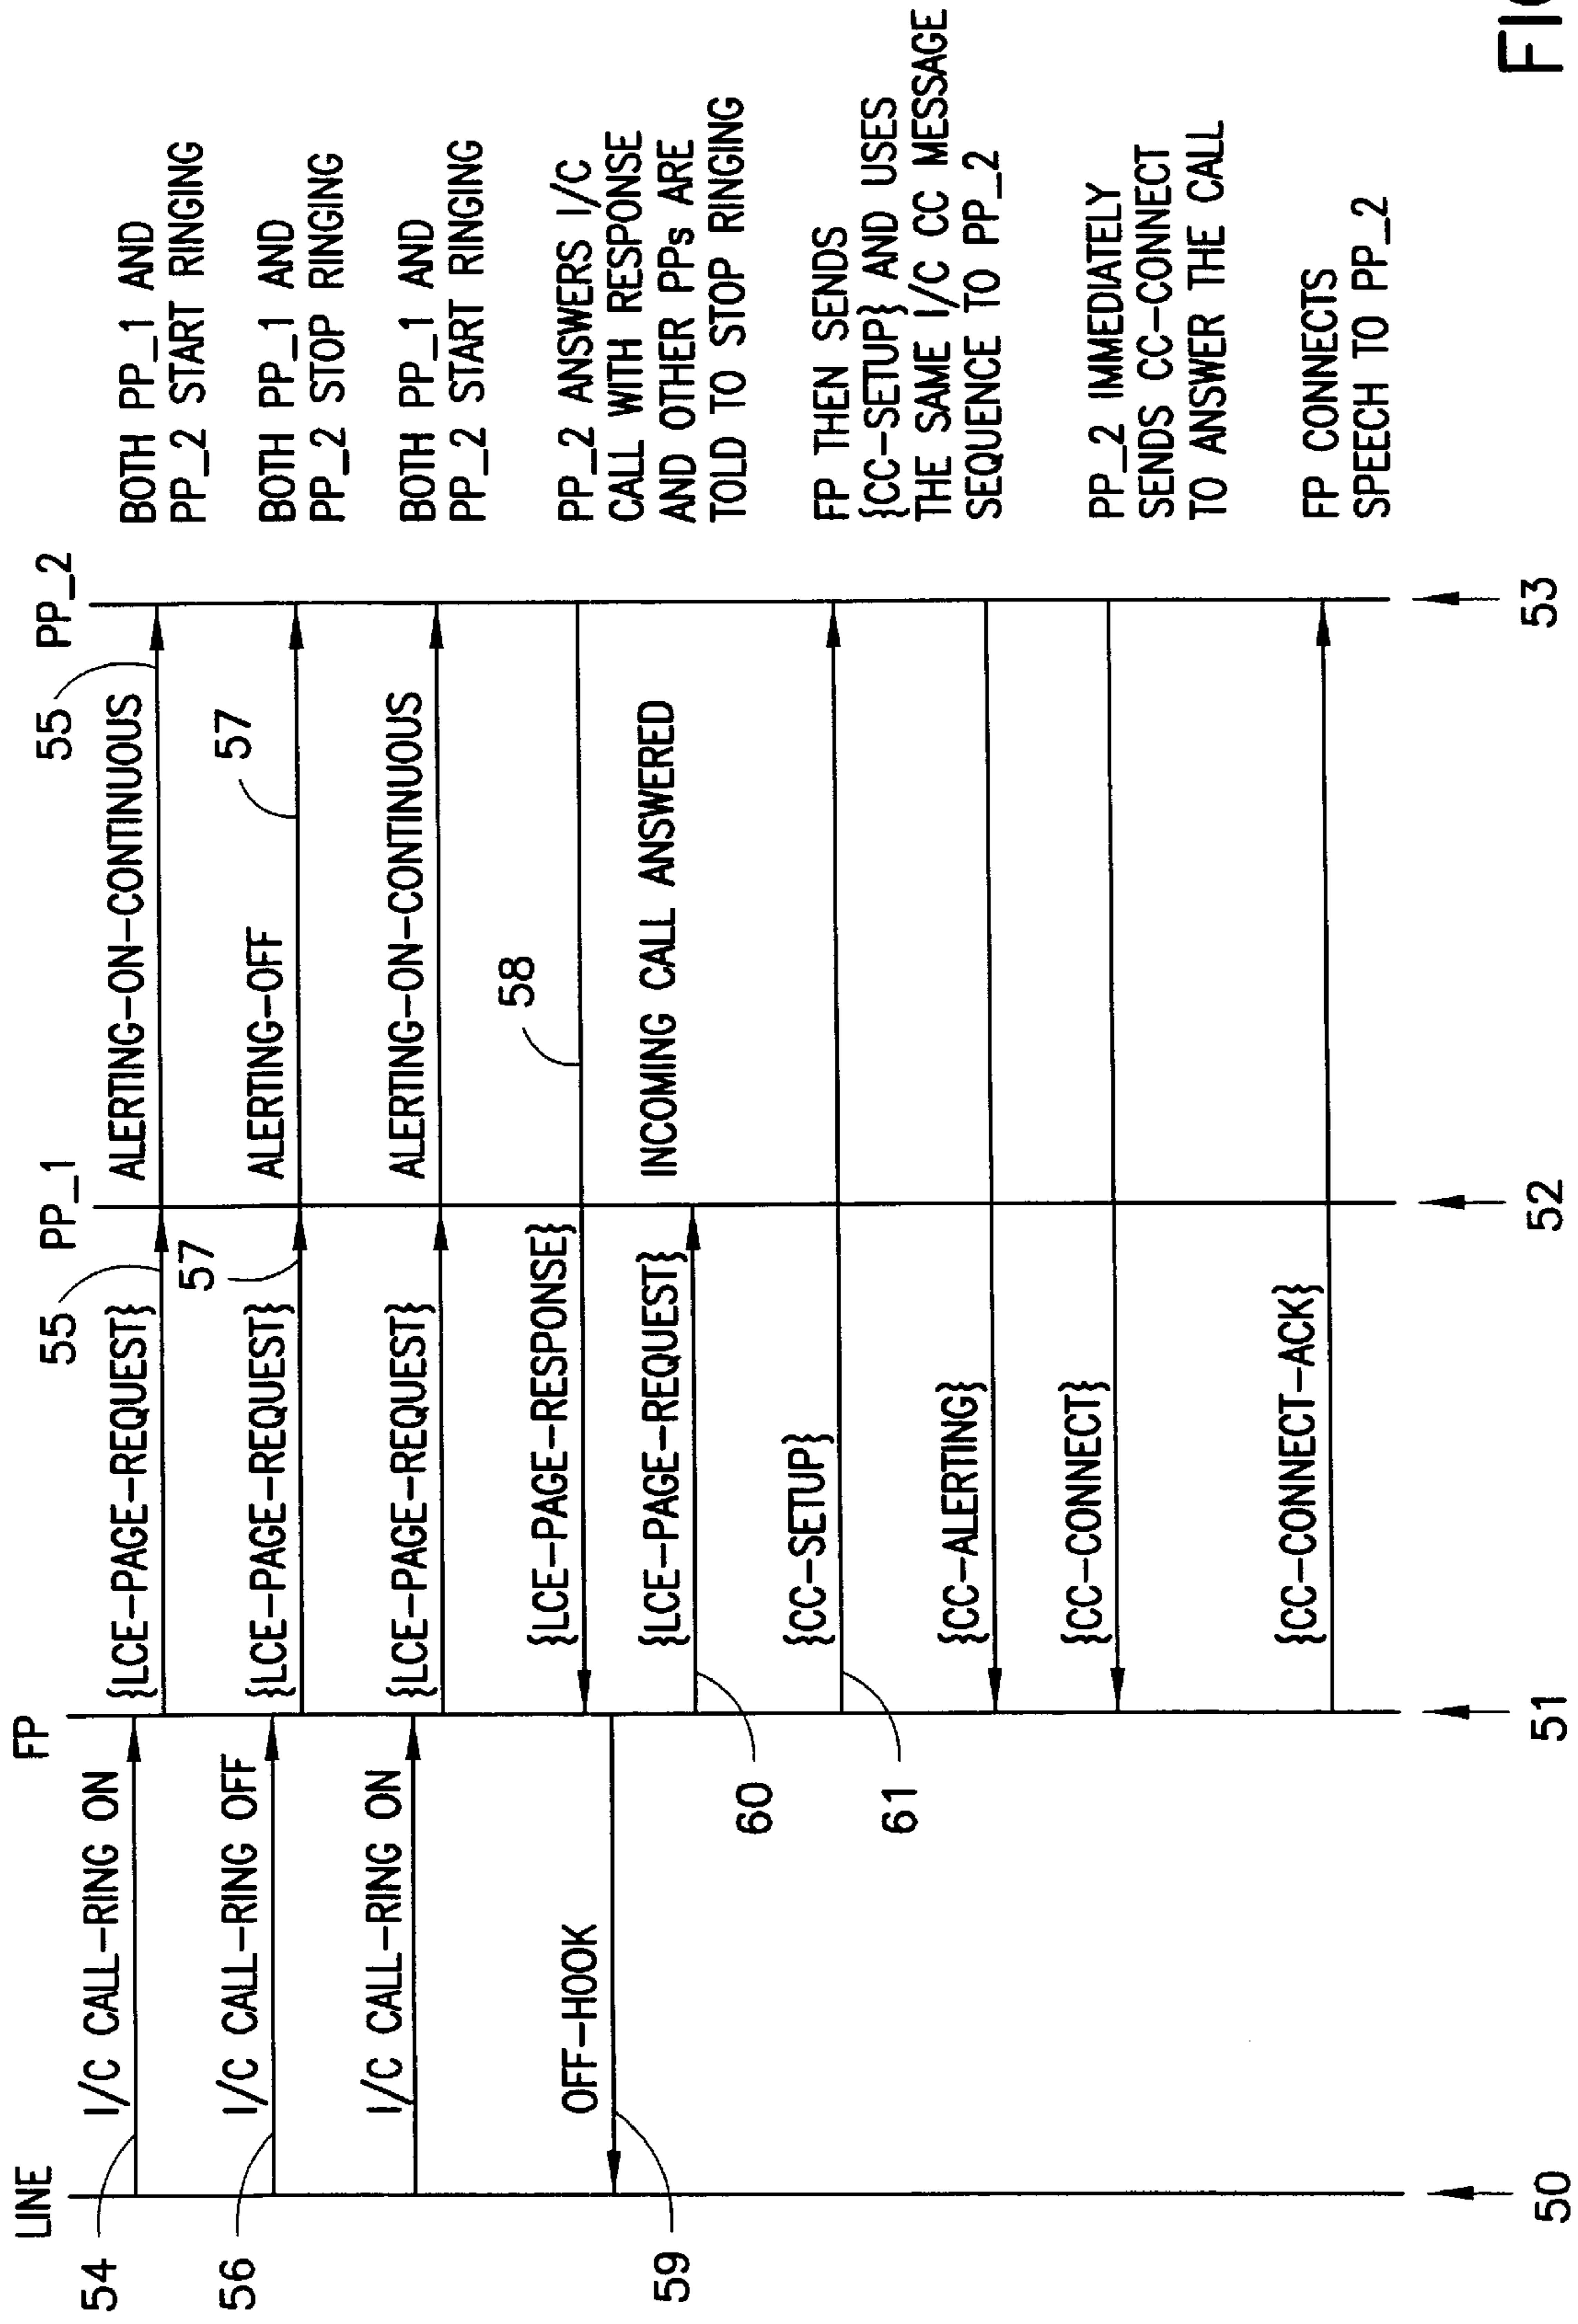 LINE
FP
PP_1
PP_2
54
I/C CALL-RING ON
{LCE-PAGE-REQUEST}
55
ALERTING-ON-CONTINUOUS
55
BOTH PP_1 AND
PP_2 START RINGING
56
I/C CALL-RING OFF
{LCE-PAGE-REQUEST}
57
ALERTING-OFF
57
BOTH PP_1 AND
PP_2 STOP RINGING
I/C CALL-RING ON
{LCE-PAGE-REQUEST}
ALERTING-ON-CONTINUOUS
BOTH PP_1 AND
PP_2 START RINGING
{LCE-PAGE-RESPONSE}
58
PP_2 ANSWERS I/C
CALL WITH RESPONSE
AND OTHER PPs ARE
TOLD TO STOP RINGING
59
OFF-HOOK
{LCE-PAGE-REQUEST}
INCOMING CALL ANSWERED
60
{CC-SETUP}
61
FP THEN SENDS
{CC-SETUP} AND USES
THE SAME I/C CC MESSAGE
SEQUENCE TO PP_2
{CC-ALERTING}
{CC-CONNECT}
PP_2 IMMEDIATELY
SENDS CC-CONNECT
TO ANSWER THE CALL
{CC-CONNECT-ACK}
FP CONNECTS
SPEECH TO PP_2
50
51
52
53